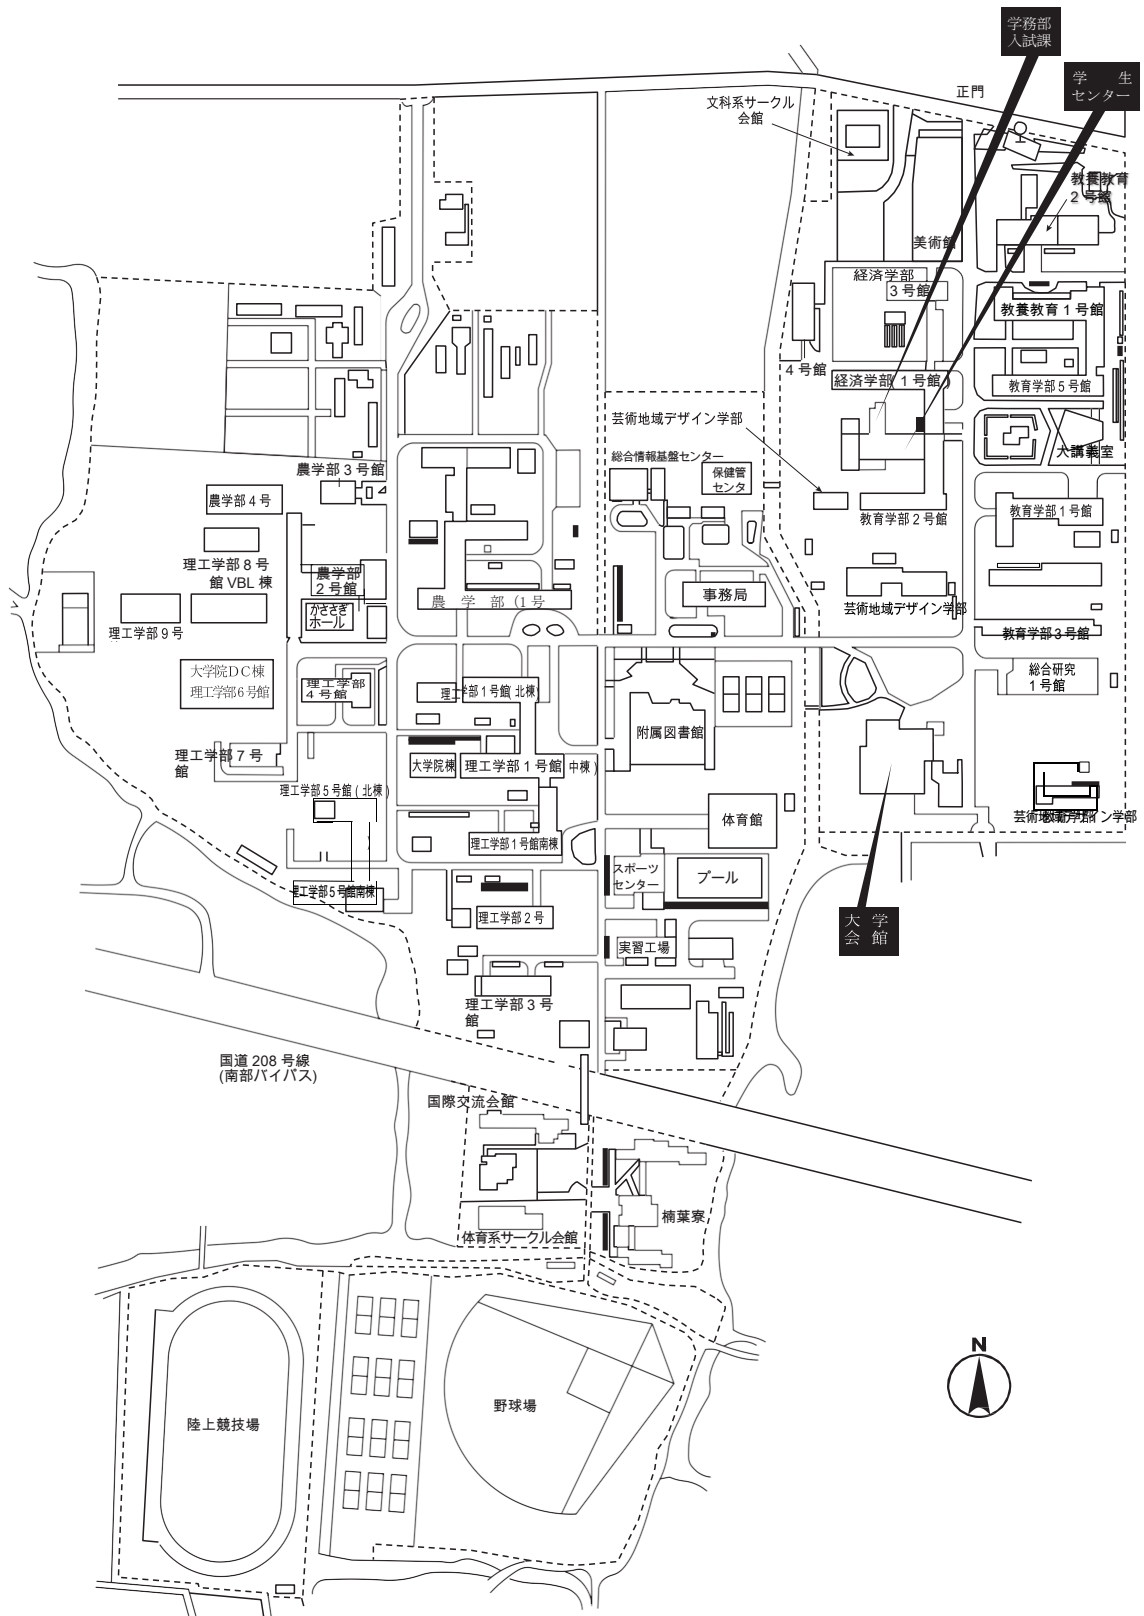 学務部
入試課
学　生
センター
正門
文科系サークル
会館
教養教育
2 号館
美術館
経済学部
3 号館
教養教育 1 号館
4 号館
経済学部( 1 号館 )
教育学部 5 号館
芸術地域デザイン学部
大講義室
総合情報基盤センター
保健管
センタ
農学部 3 号館
農学部 4 号
教育学部 2 号館
教育学部 1 号館
理工学部 8 号
館 VBL 棟
農学部
2 号館
かささぎ
ホール
農　学　部　(1 号
事務局
芸術地域デザイン学部
理工学部 9 号
教育学部 3 号館
大学院ＤＣ棟
理工学部 6 号館
総合研究
1 号館
理工学部
4 号館
理工学部 1 号館( 北棟 )
附属図書館
理工学部 7 号
館
大学院棟
理工学部 1 号館( 中棟 )
理工学部 5 号館 ( 北棟 )
体育館
芸術地域デザイン学部
理工学部 1 号館南棟
スポーツ
センター
プール
理工学部 5 号館南棟
理工学部 2 号
大　学
会　館
実習工場
理工学部 3 号
館
国道 208 号線
(南部バイパス)
国際交流会館
楠葉寮
体育系サークル会館
N
野球場
陸上競技場